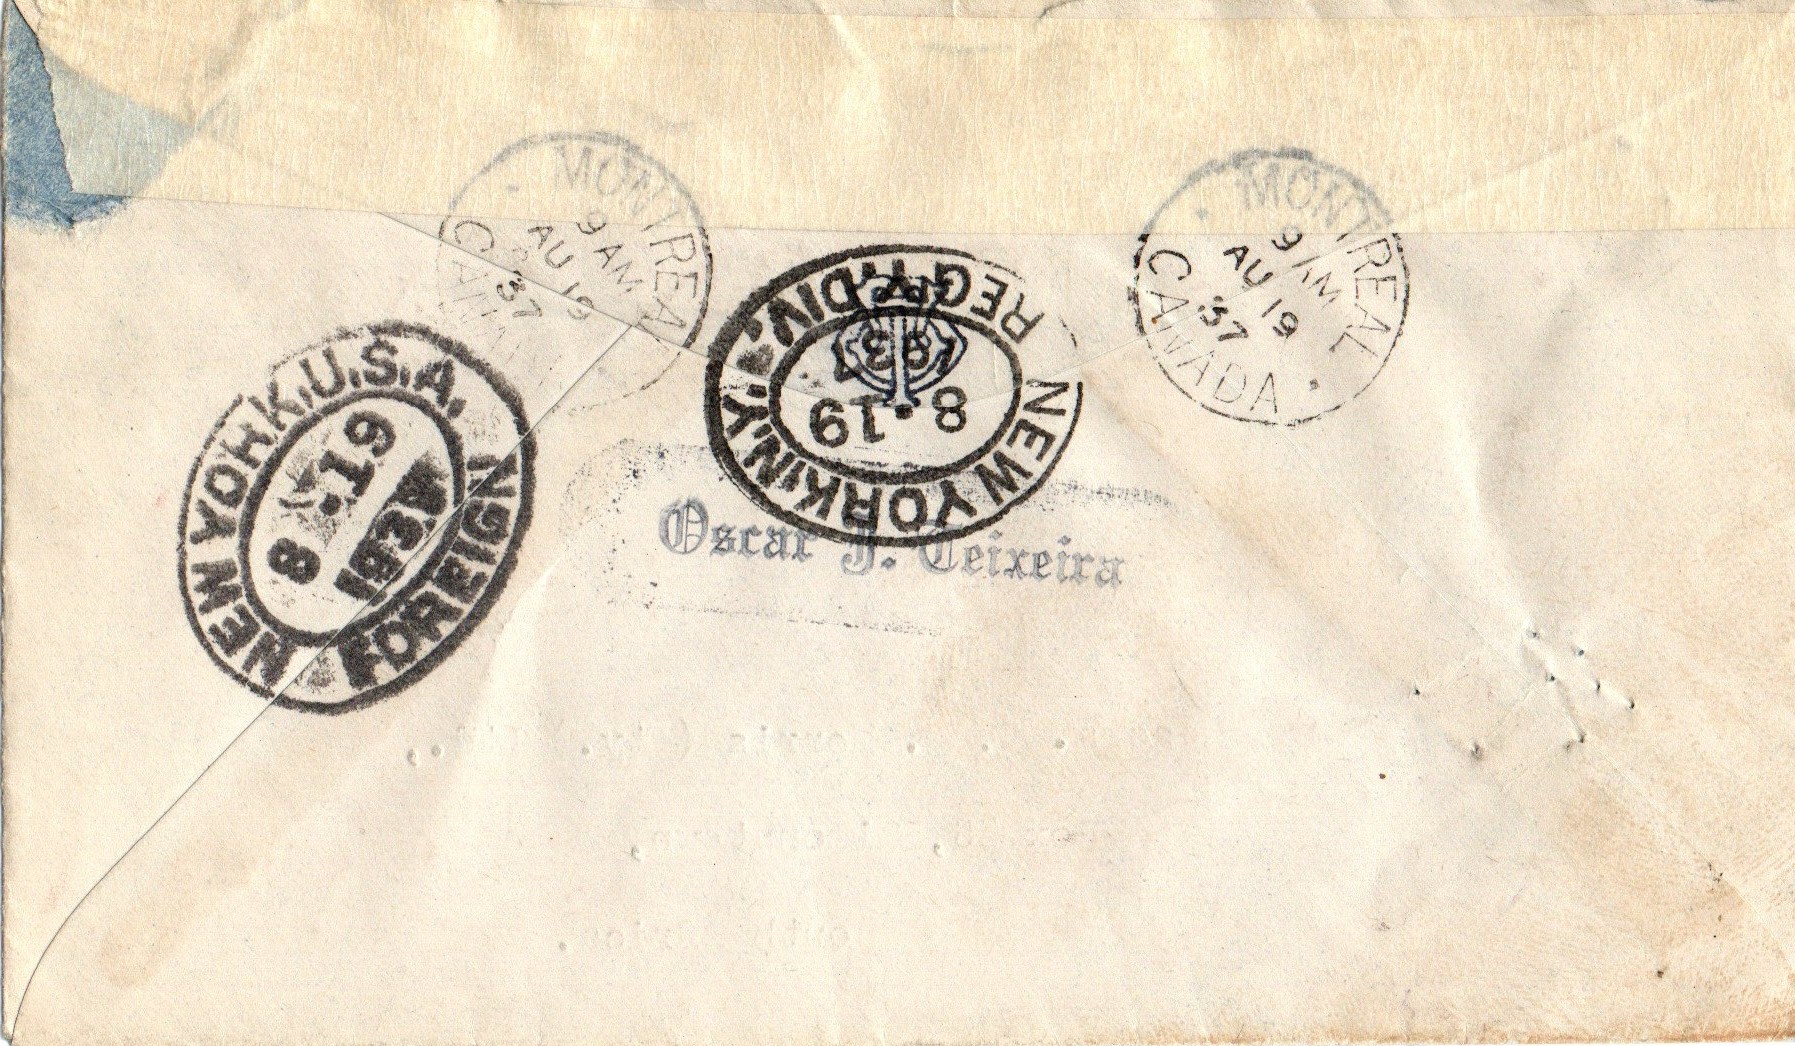 MONTREAL
9 AM
AU 19
37
CANADA
MONTREAL
9 AM
AU 19
37
CANADA
REG'Y. DIV.
1937
8 · 19
NEW YORK, N.Y.
NEW YORK, U.S.A.
8 · 19
193
FOREIGN
Oscar J. Teixeira